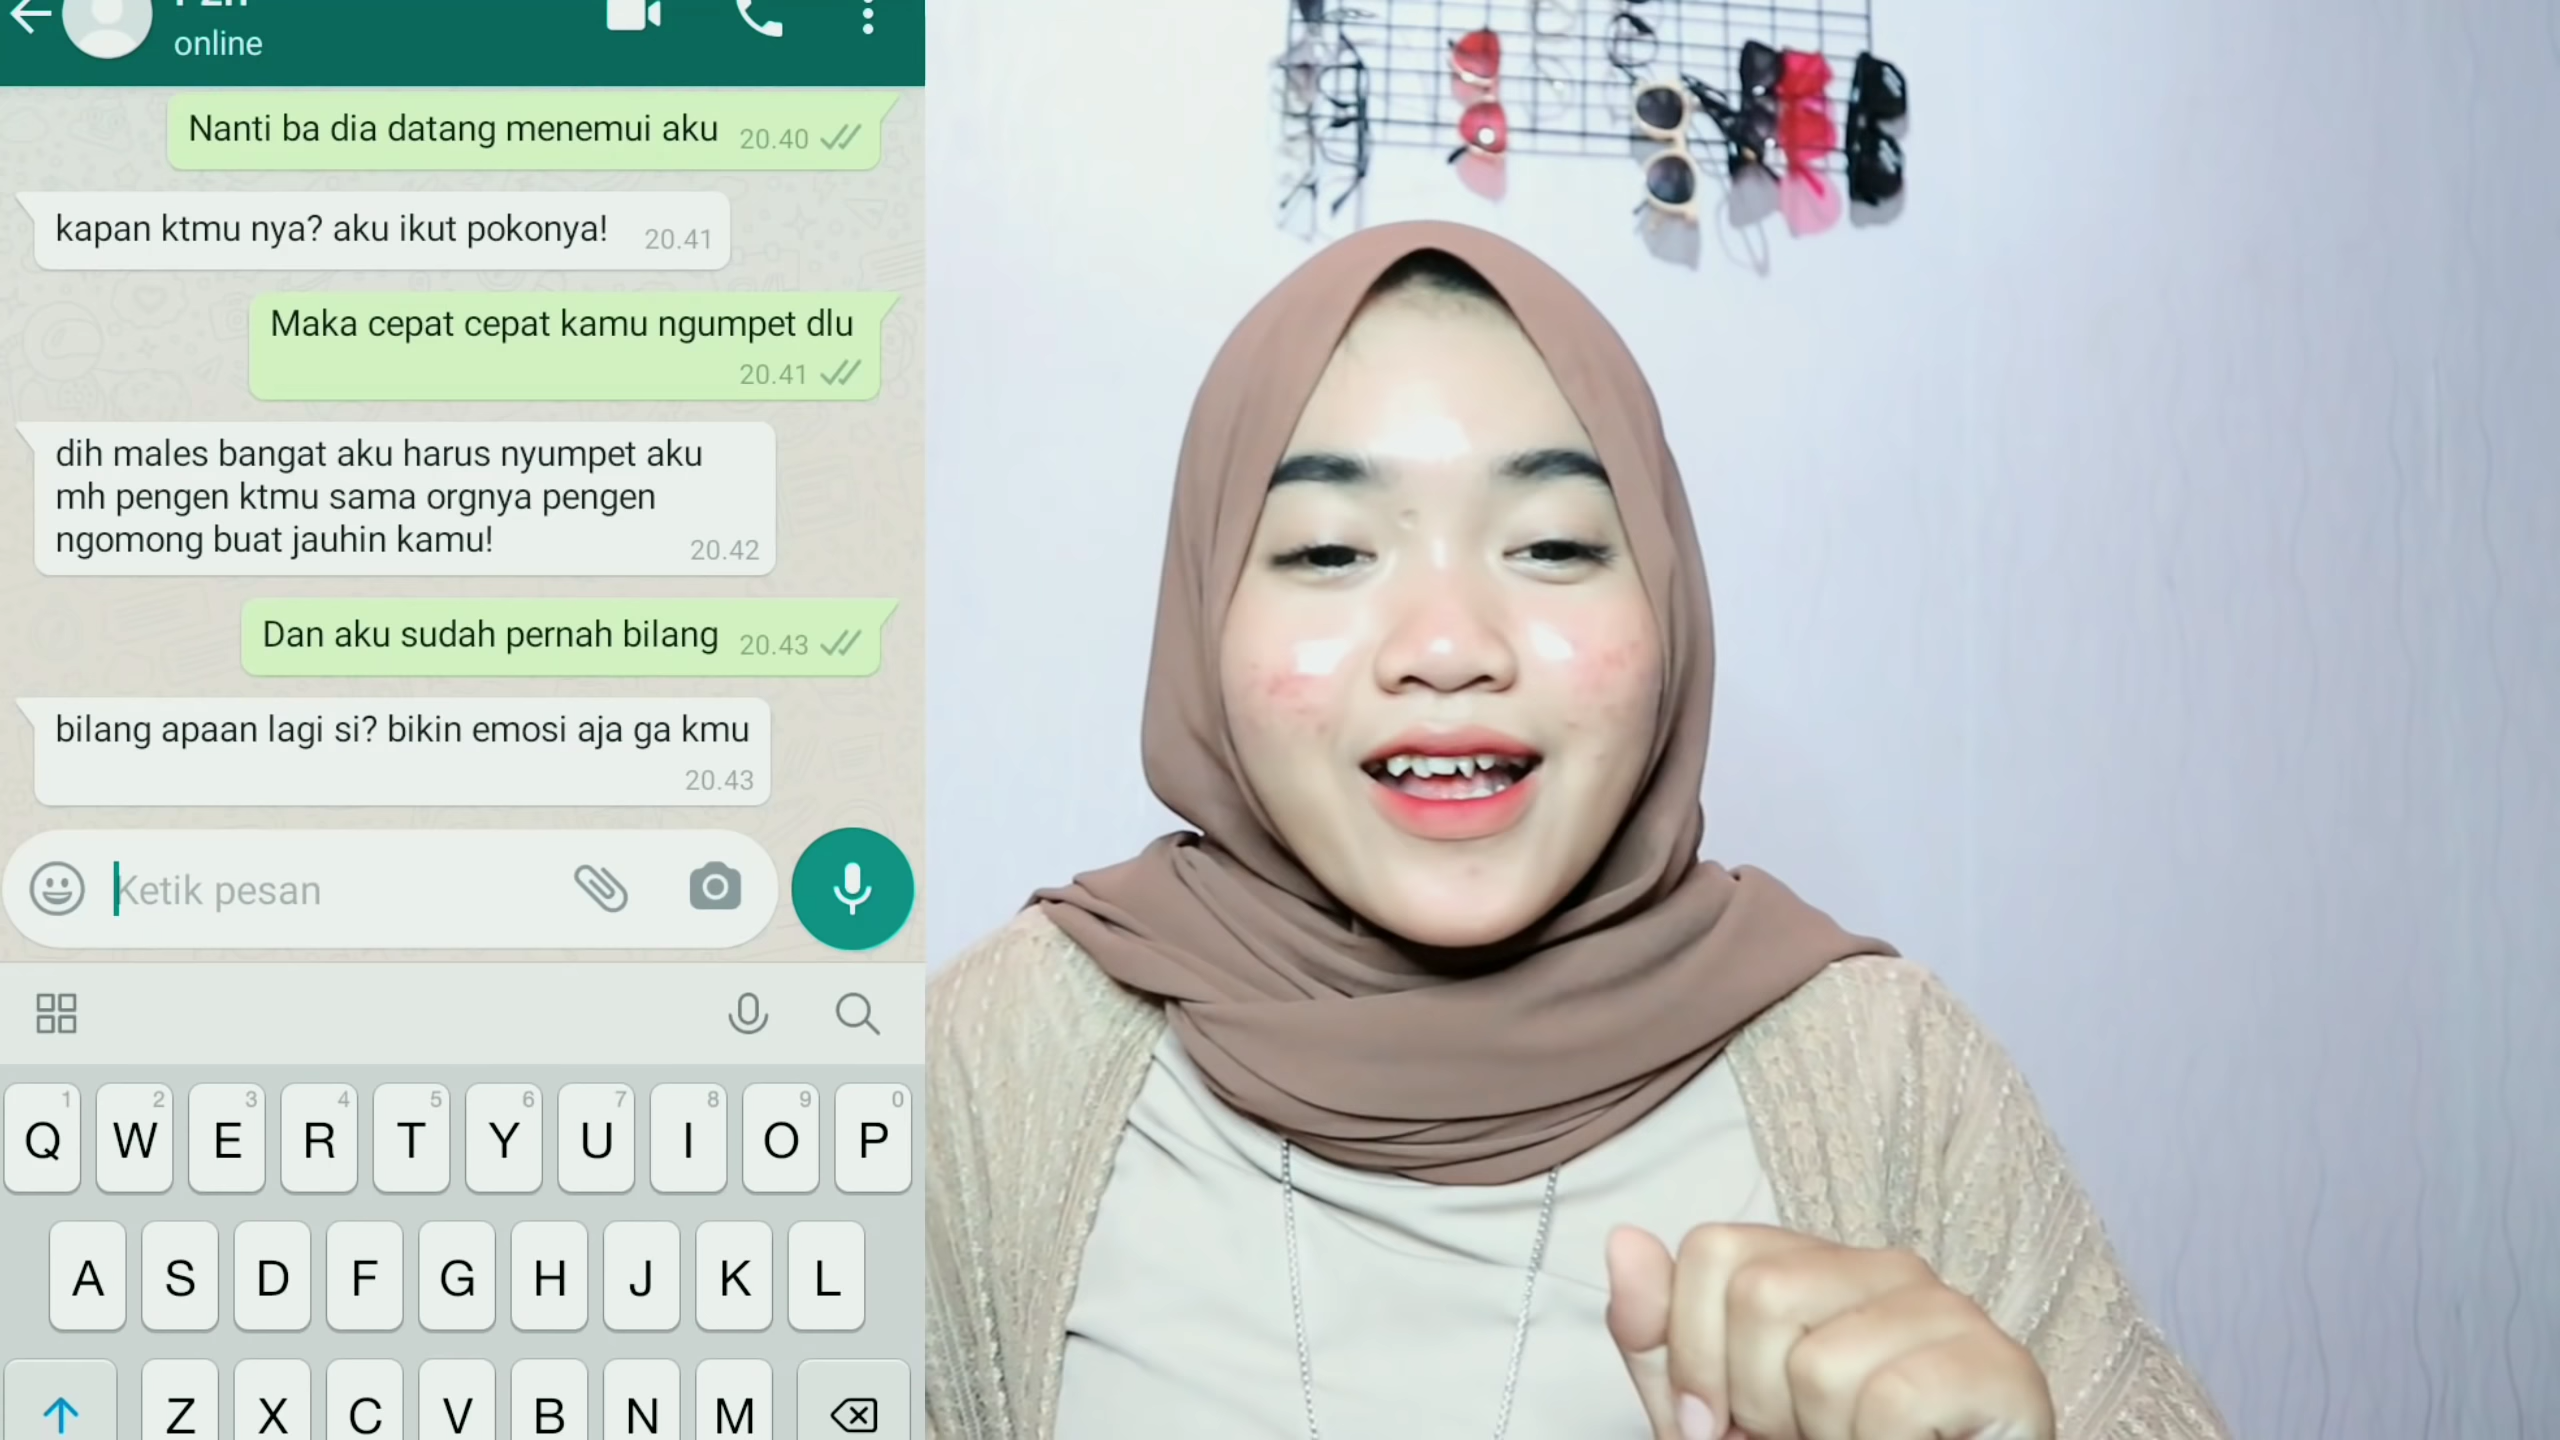 online
Nanti ba dia datang menemui aku 20.40
kapan ktmu nya? aku ikut pokonya! 20.41
Maka cepat cepat kamu ngumpet dlu
20.41
dih males bangat aku harus nyumpet aku
mh pengen ktmu sama orgnya pengen
ngomong buat jauhin kamu! 20.42
Dan aku sudah pernah bilang 20.43
bilang apaan lagi si? bikin emosi aja ga kmu
20.43
Ketik pesan
1 2 3 4 5 6 7 8 9 0
Q W E R T Y U I O P
A S D F G H J K L
Z X C V B N M